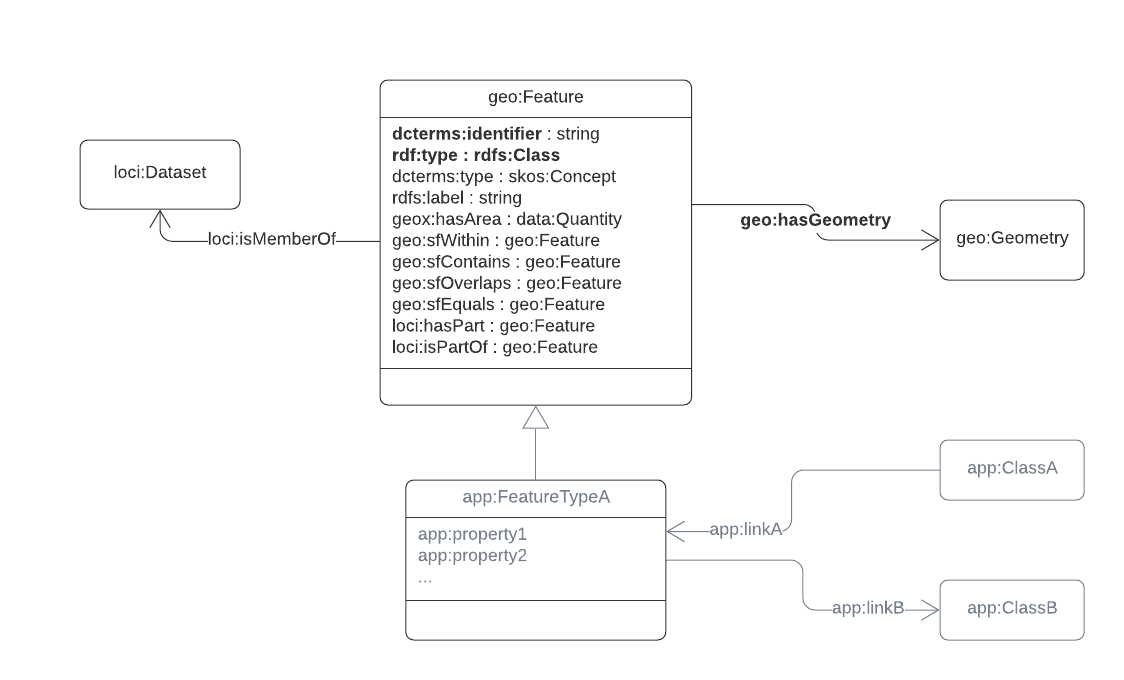 geo:Feature
dcterms:identifier : string
rdf:type : rdfs:Class
dcterms:type : skos:Concept
rdfs:label : string
geox:hasArea : data:Quantity
geo:sfWithin : geo:Feature
geo:sfContains : geo:Feature
geo:sfOverlaps : geo:Feature
geo:sfEquals : geo:Feature
loci:hasPart : geo:Feature
loci:isPartOf : geo:Feature
loci:Dataset
loci:isMemberOf
geo:hasGeometry
geo:Geometry
app:FeatureTypeA
app:property1
app:property2
...
app:linkA
app:ClassA
app:linkB
app:ClassB